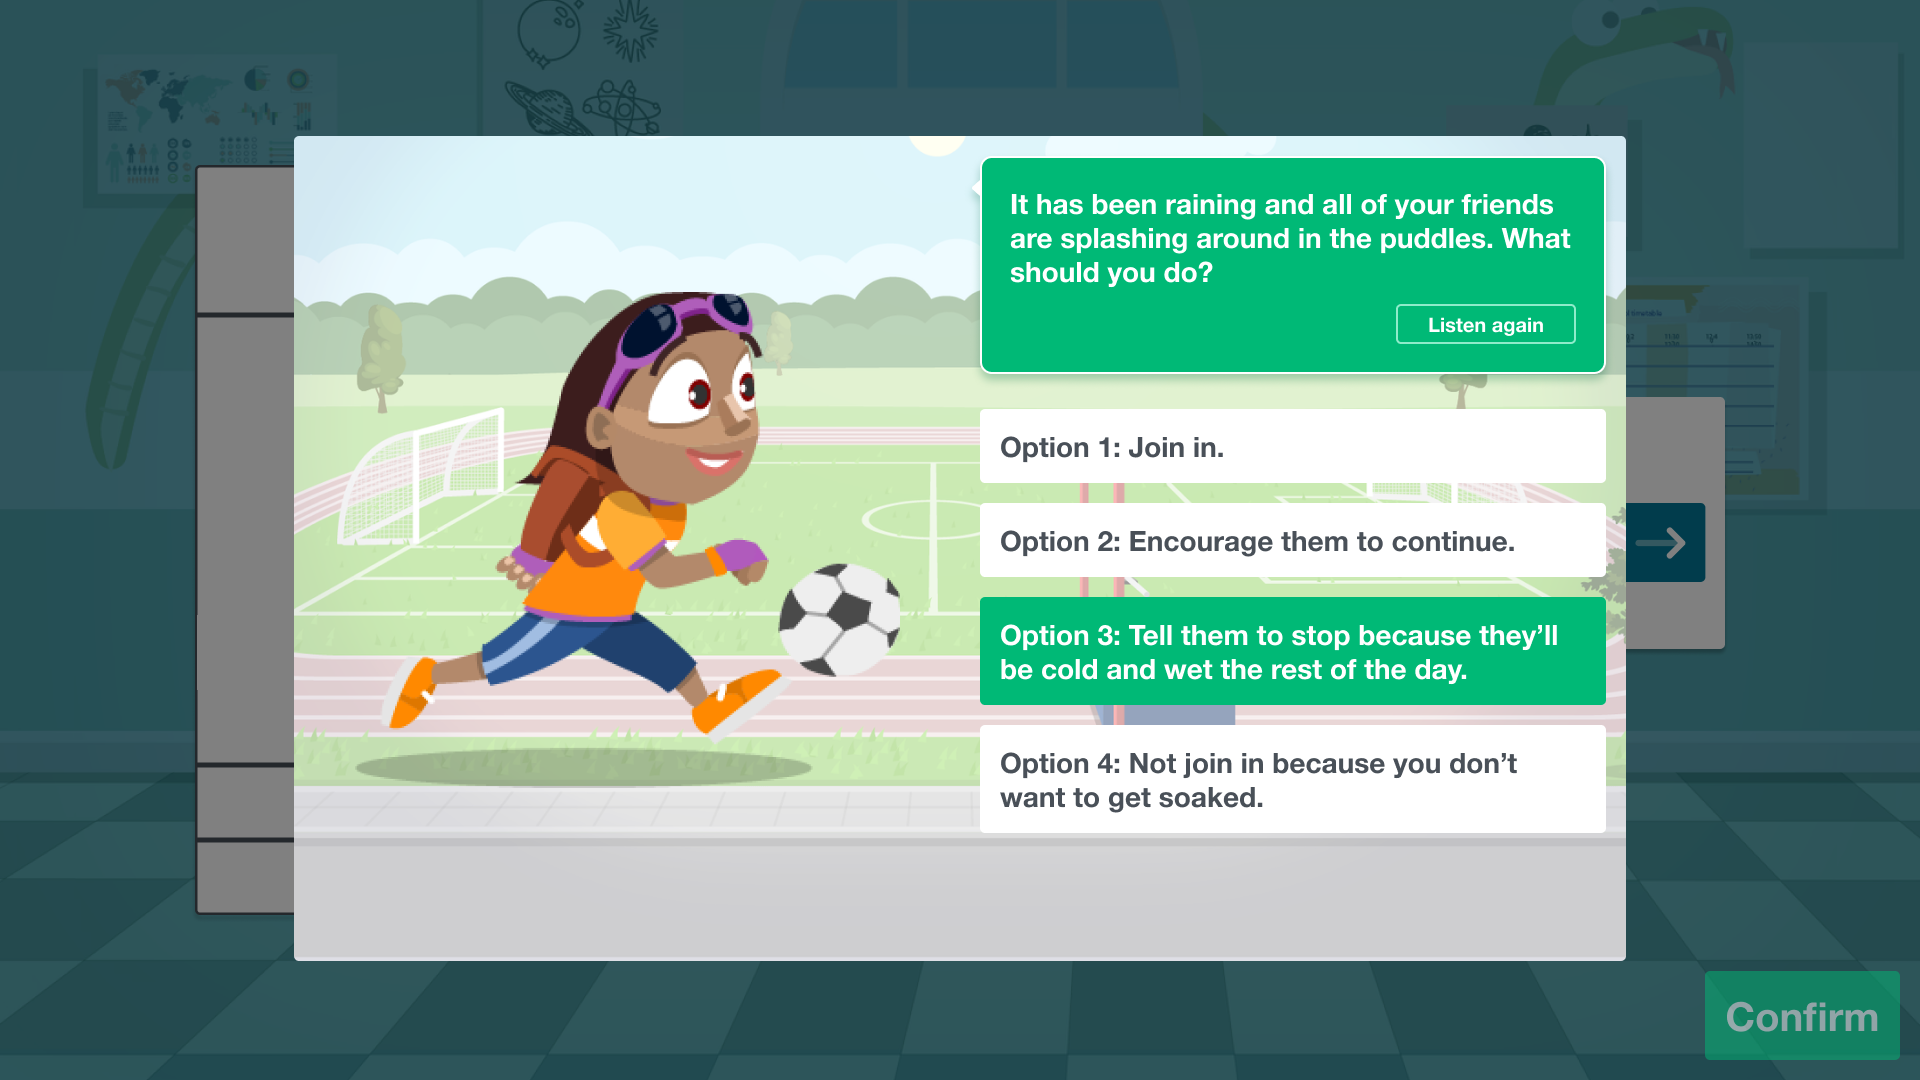 It has been raining and all of your friends
are splashing around in the puddles. What
should you do?
Listen again
Option 1: Join in.
Option 2: Encourage them to continue.
Option 3: Tell them to stop because they’ll
be cold and wet the rest of the day.
Option 4: Not join in because you don’t
want to get soaked.
Confirm